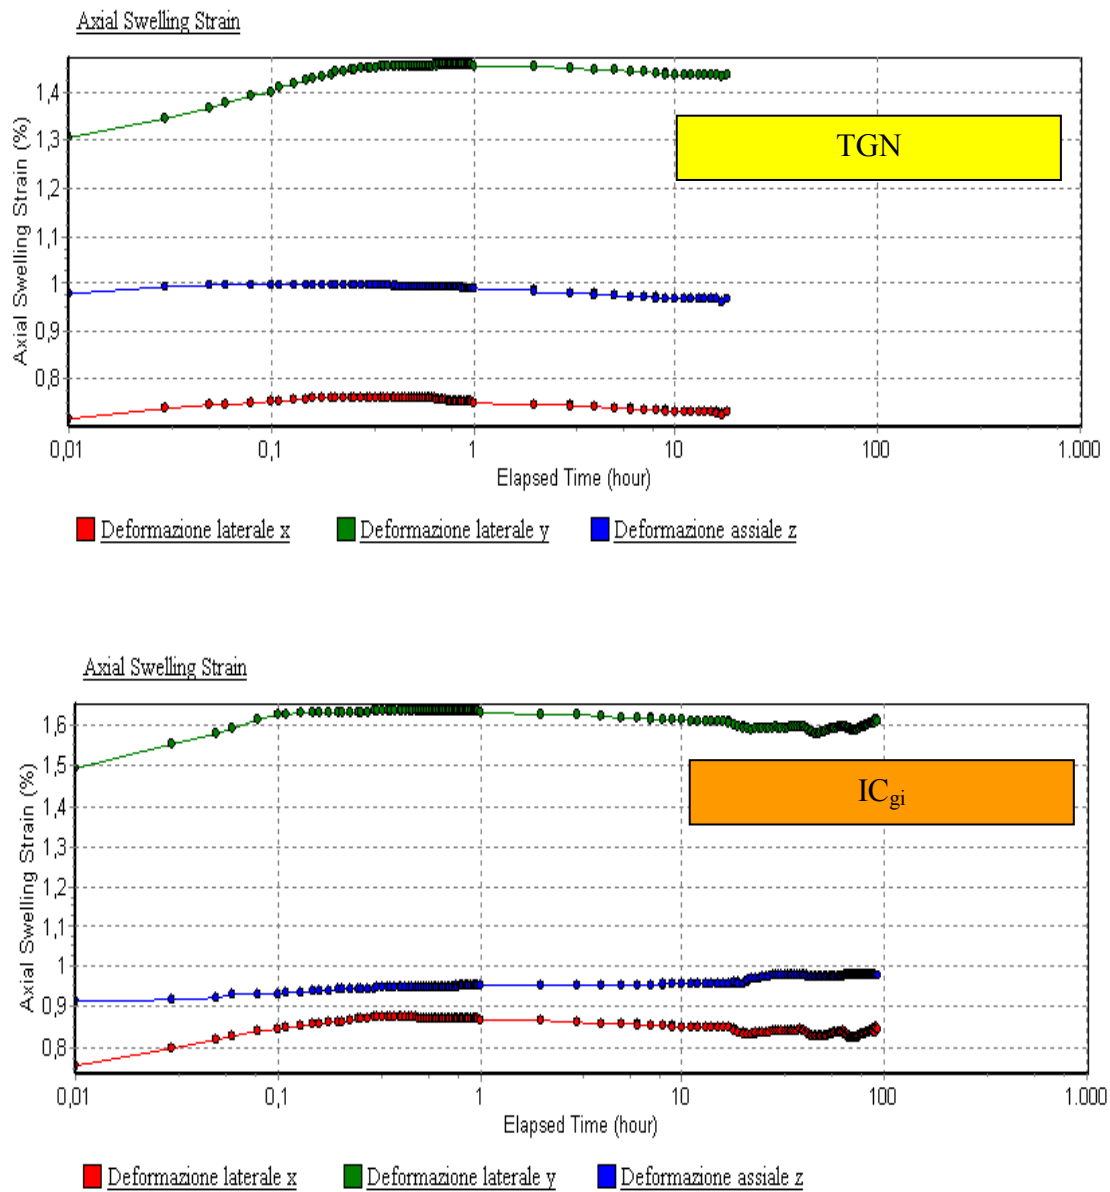 Axial Swelling Strain
Axial Swelling Strain (%)
1,4
1,3
1,2
1,1
1
0,9
0,8
TGN
0,01 0,1 1 10 100 1.000
Elapsed Time (hour)
Deformazione laterale x Deformazione laterale y Deformazione assiale z
Axial Swelling Strain
Axial Swelling Strain (%)
1,6
1,5
1,4
1,3
1,2
1,1
1
0,9
0,8
ICgi
0,01 0,1 1 10 100 1.000
Elapsed Time (hour)
Deformazione laterale x Deformazione laterale y Deformazione assiale z